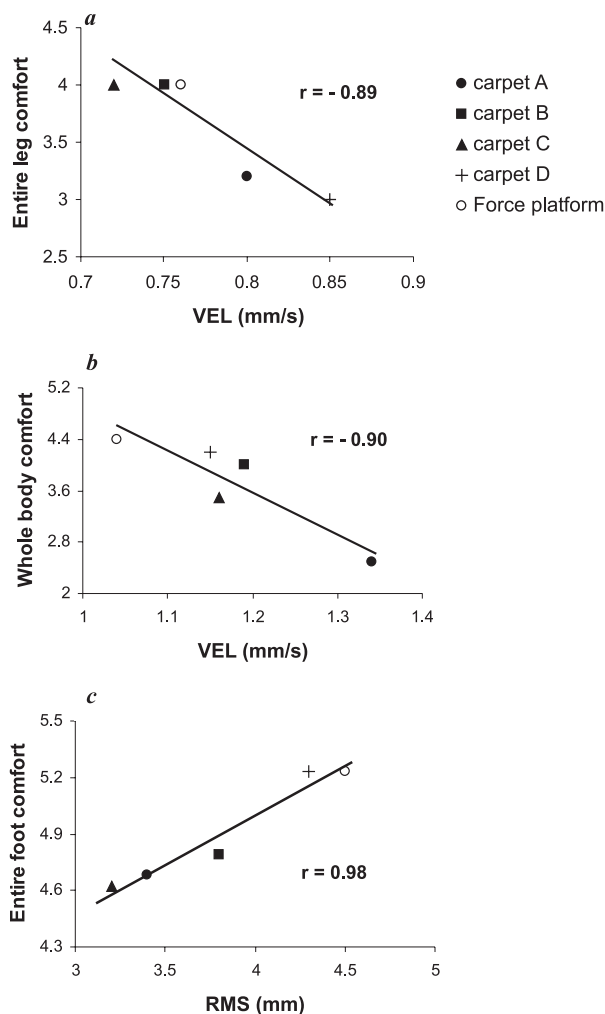 a
Entire leg comfort
4.5
4
3.5
3
2.5
0.7
0.75
0.8
0.85
0.9
VEL (mm/s)
r = - 0.89
carpet A
carpet B
carpet C
carpet D
Force platform
b
Whole body comfort
5.2
4.4
3.6
2.8
2
1
1.1
1.2
1.3
1.4
VEL (mm/s)
r = - 0.90
c
Entire foot comfort
5.5
5.2
4.9
4.6
4.3
3
3.5
4
4.5
5
RMS (mm)
r = 0.98